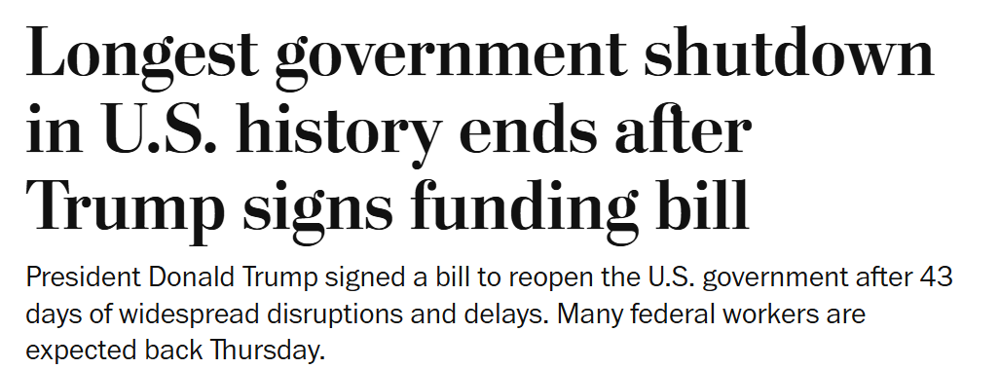 Longest government shutdown
in U.S. history ends after
Trump signs funding bill
President Donald Trump signed a bill to reopen the U.S. government after 43
days of widespread disruptions and delays. Many federal workers are
expected back Thursday.